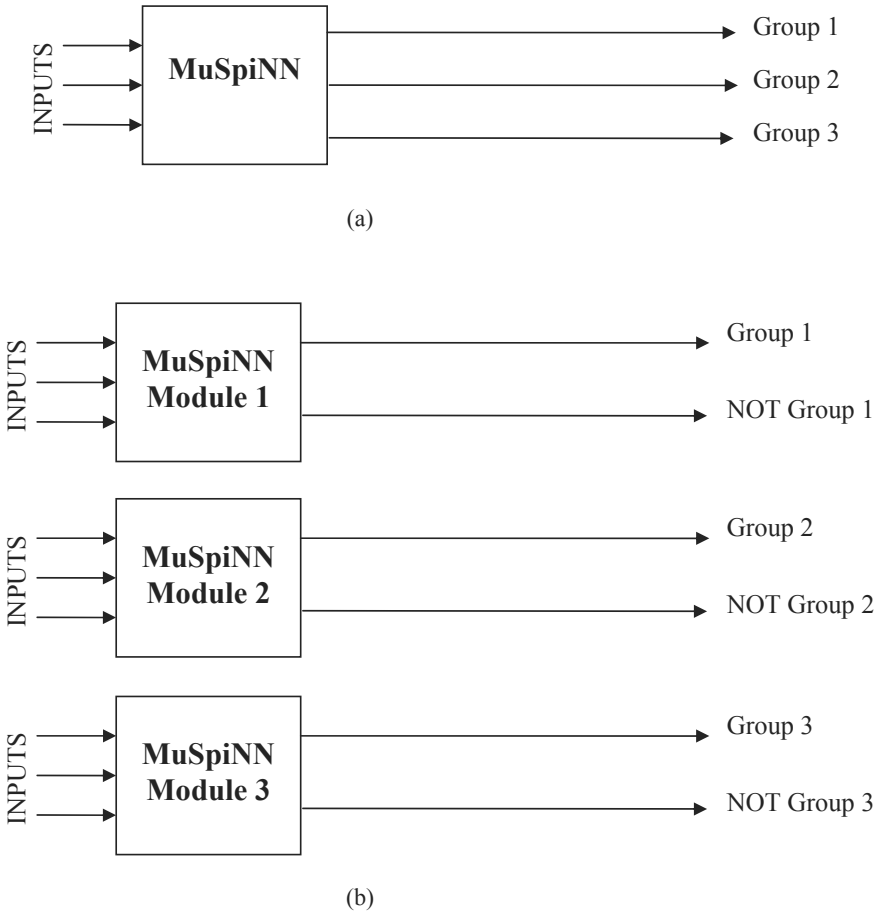 INPUTS
MuSpiNN
Group 1
Group 2
Group 3
(a)
INPUTS
MuSpiNN
Module 1
Group 1
NOT Group 1
INPUTS
MuSpiNN
Module 2
Group 2
NOT Group 2
INPUTS
MuSpiNN
Module 3
Group 3
NOT Group 3
(b)